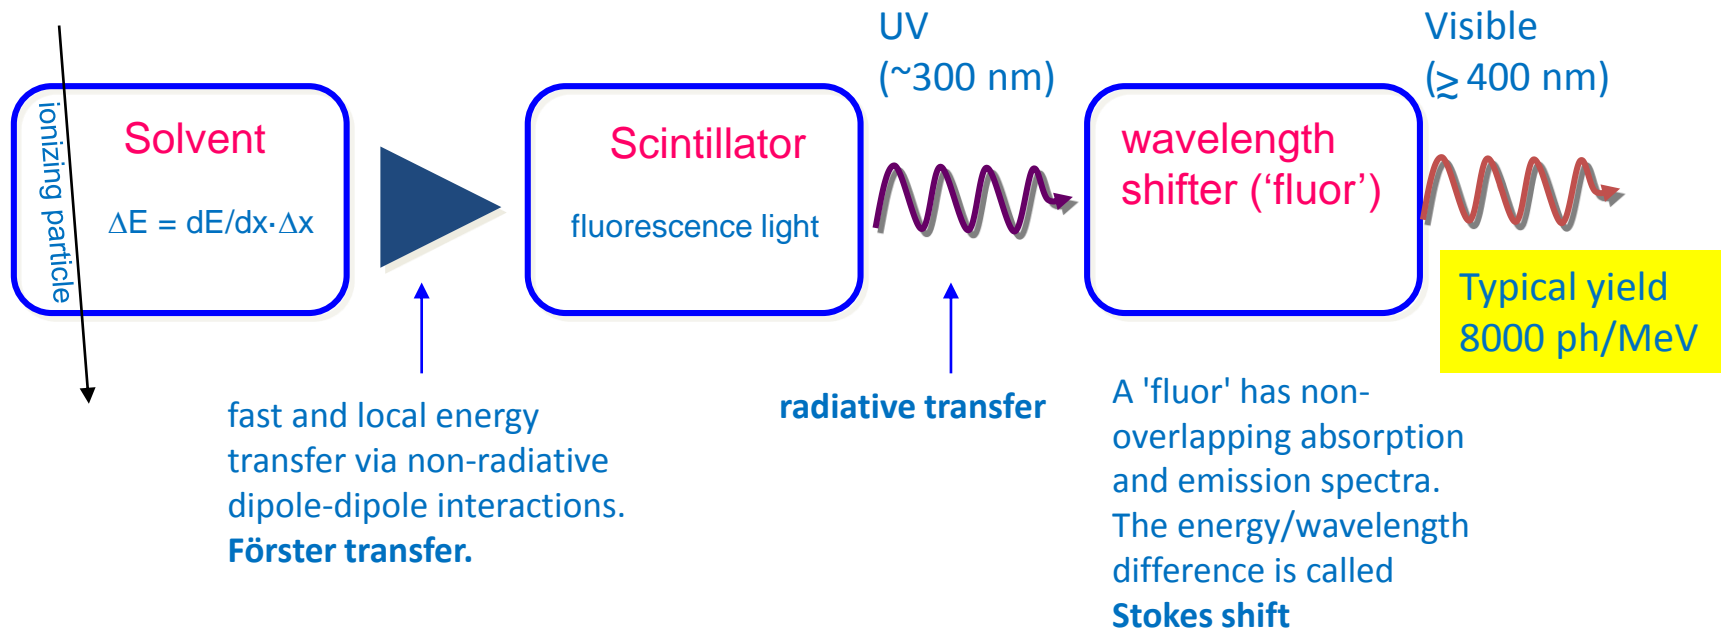 UV
(~300 nm)
Visible
(≳ 400 nm)
ionizing particle
Solvent
ΔE = dE/dx·Δx
Scintillator
fluorescence light
wavelength
shifter (‘fluor’)
Typical yield
8000 ph/MeV
fast and local energy
transfer via non-radiative
dipole-dipole interactions.
Förster transfer.
radiative transfer
A 'fluor' has non-
overlapping absorption
and emission spectra.
The energy/wavelength
difference is called
Stokes shift